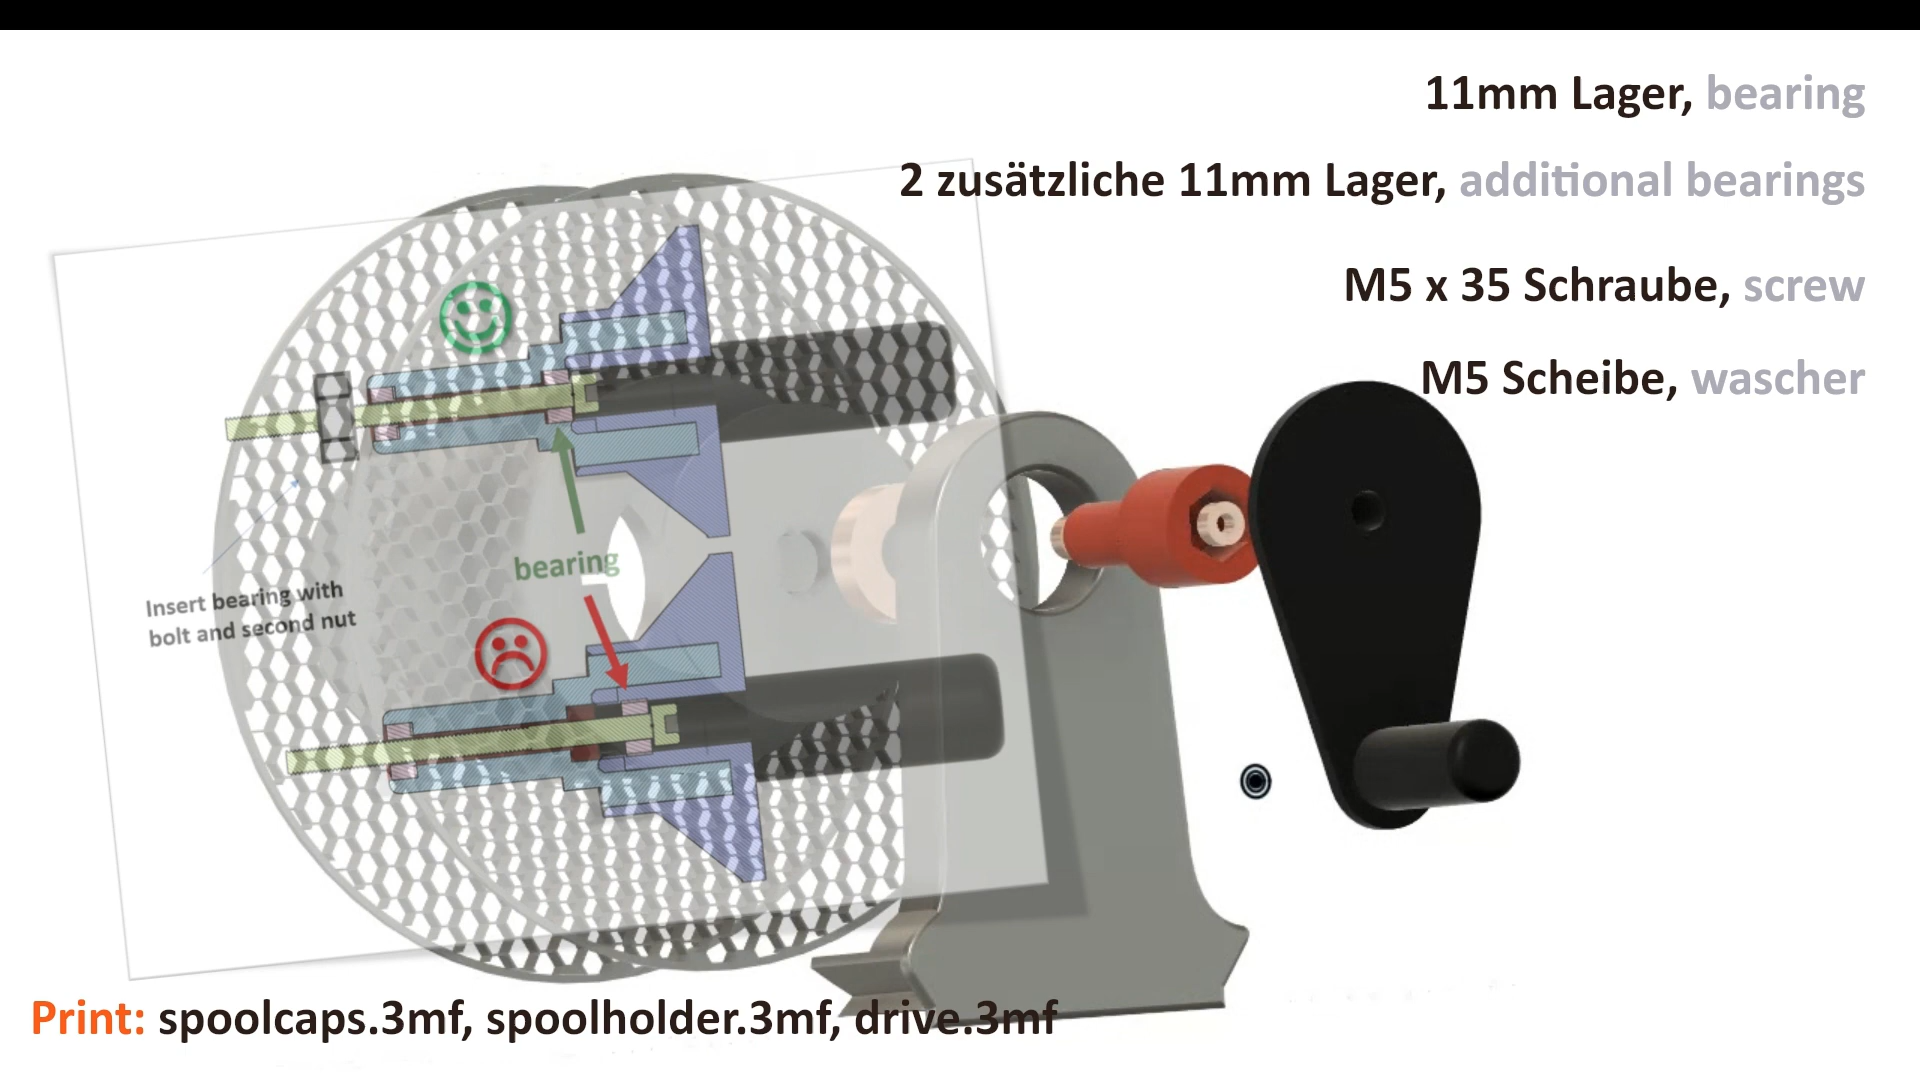 11mm Lager, bearing
2 zusätzliche 11mm Lager, additional bearings
M5 x 35 Schraube, screw
M5 Scheibe, wascher
bearing
Insert bearing with
bolt and second nut
Print: spoolcaps.3mf, spoolholder.3mf, drive.3mf